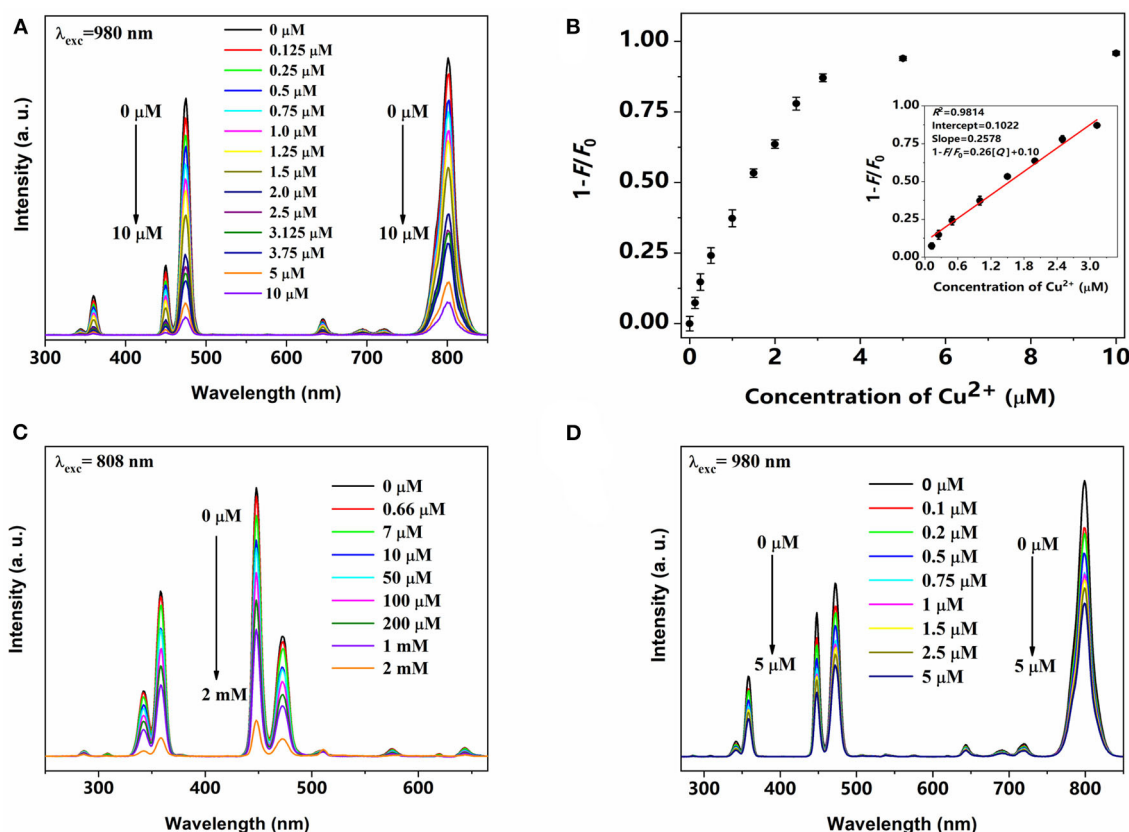 A
λexc=980 nm
Intensity (a. u.)
0 μM
10 μM
0 μM
10 μM
0 μM
0.125 μM
0.25 μM
0.5 μM
0.75 μM
1.0 μM
1.25 μM
1.5 μM
2.0 μM
2.5 μM
3.125 μM
3.75 μM
5 μM
10 μM
300 400 500 600 700 800
Wavelength (nm)
B
1-F/F0
1.00
0.75
0.50
0.25
0.00
0 2 4 6 8 10
Concentration of Cu2+ (μM)
R2=0.9814
Intercept=0.1022
Slope=0.2578
1-F/F0=0.26[Q]+0.10
1-F/F0
1.00
0.75
0.50
0.25
0.00
0.0 0.6 1.2 1.8 2.4 3.0
Concentration of Cu2+ (μM)
C
λexc= 808 nm
Intensity (a. u.)
0 μM
2 mM
0 μM
0.66 μM
7 μM
10 μM
50 μM
100 μM
200 μM
1 mM
2 mM
300 400 500 600
Wavelength (nm)
D
λexc= 980 nm
Intensity (a. u.)
0 μM
5 μM
0 μM
5 μM
0 μM
0.1 μM
0.2 μM
0.5 μM
0.75 μM
1 μM
1.5 μM
2.5 μM
5 μM
300 400 500 600 700 800
Wavelength (nm)